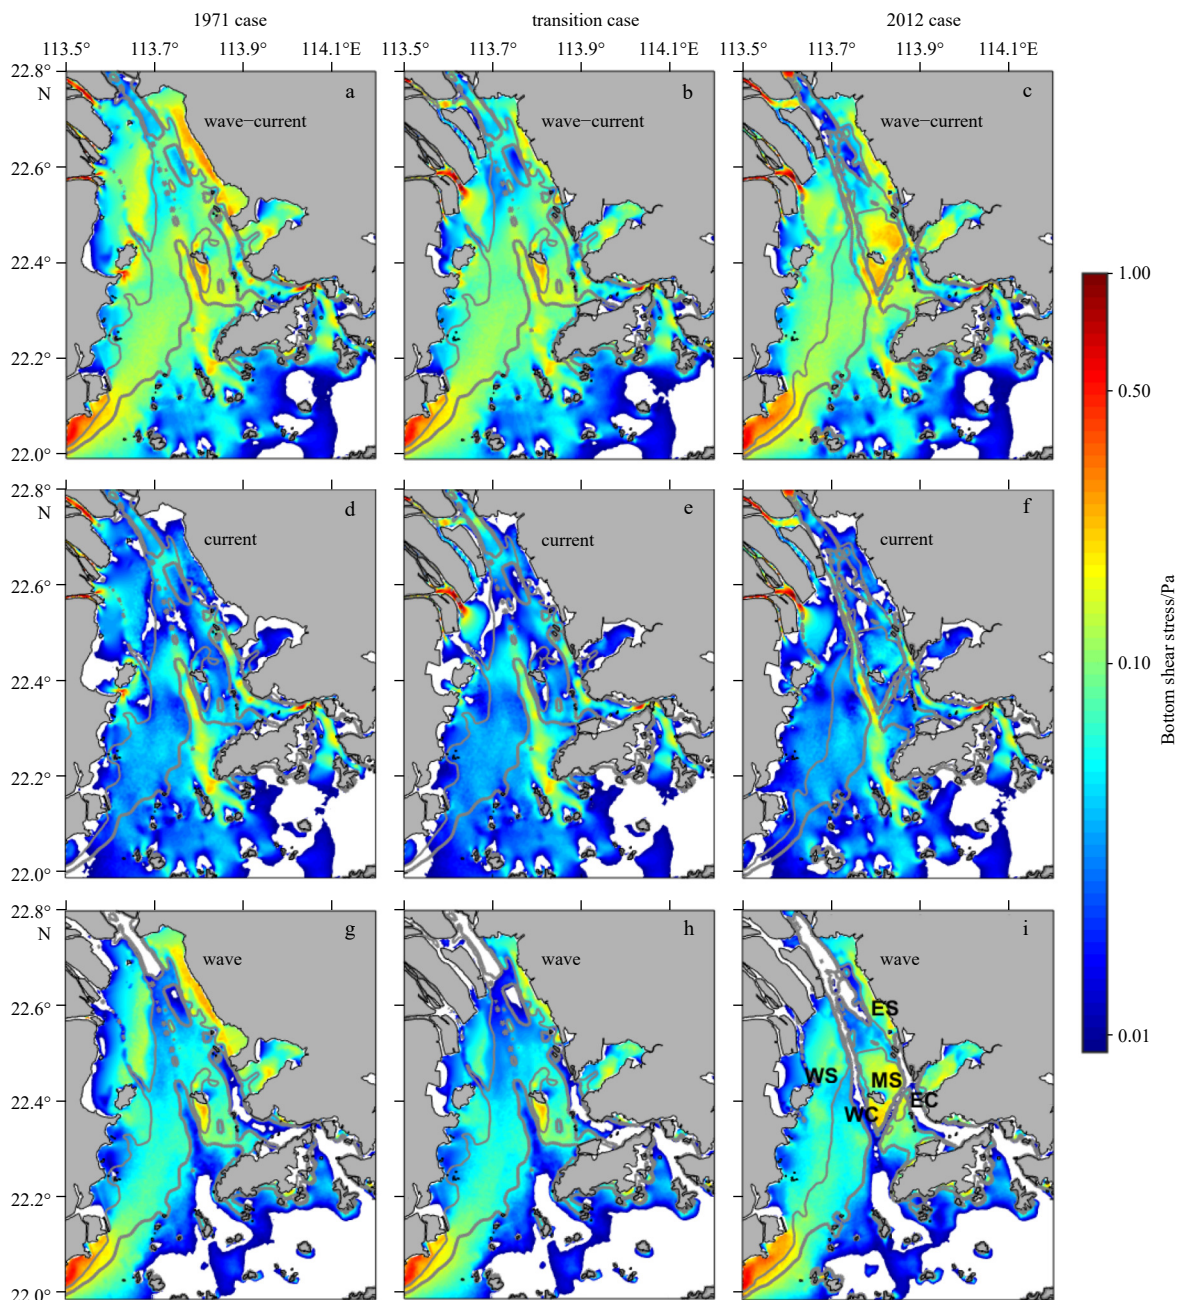 1971 case transition case 2012 case
113.5° 113.7° 113.9° 114.1°E 113.5° 113.7° 113.9° 114.1°E 113.5° 113.7° 113.9° 114.1°E
22.8°
N
a
wave−current
b
wave−current
c
wave−current
22.6°
22.4°
22.2°
22.0°
22.8°
N
d
current
e
current
f
current
22.6°
22.4°
22.2°
22.0°
22.8°
N
g
wave
h
wave
i
wave
22.6°
ES
WS
MS
EC
22.4°
WC
22.2°
22.0°
1.00
0.50
0.10
0.01
Bottom shear stress/Pa